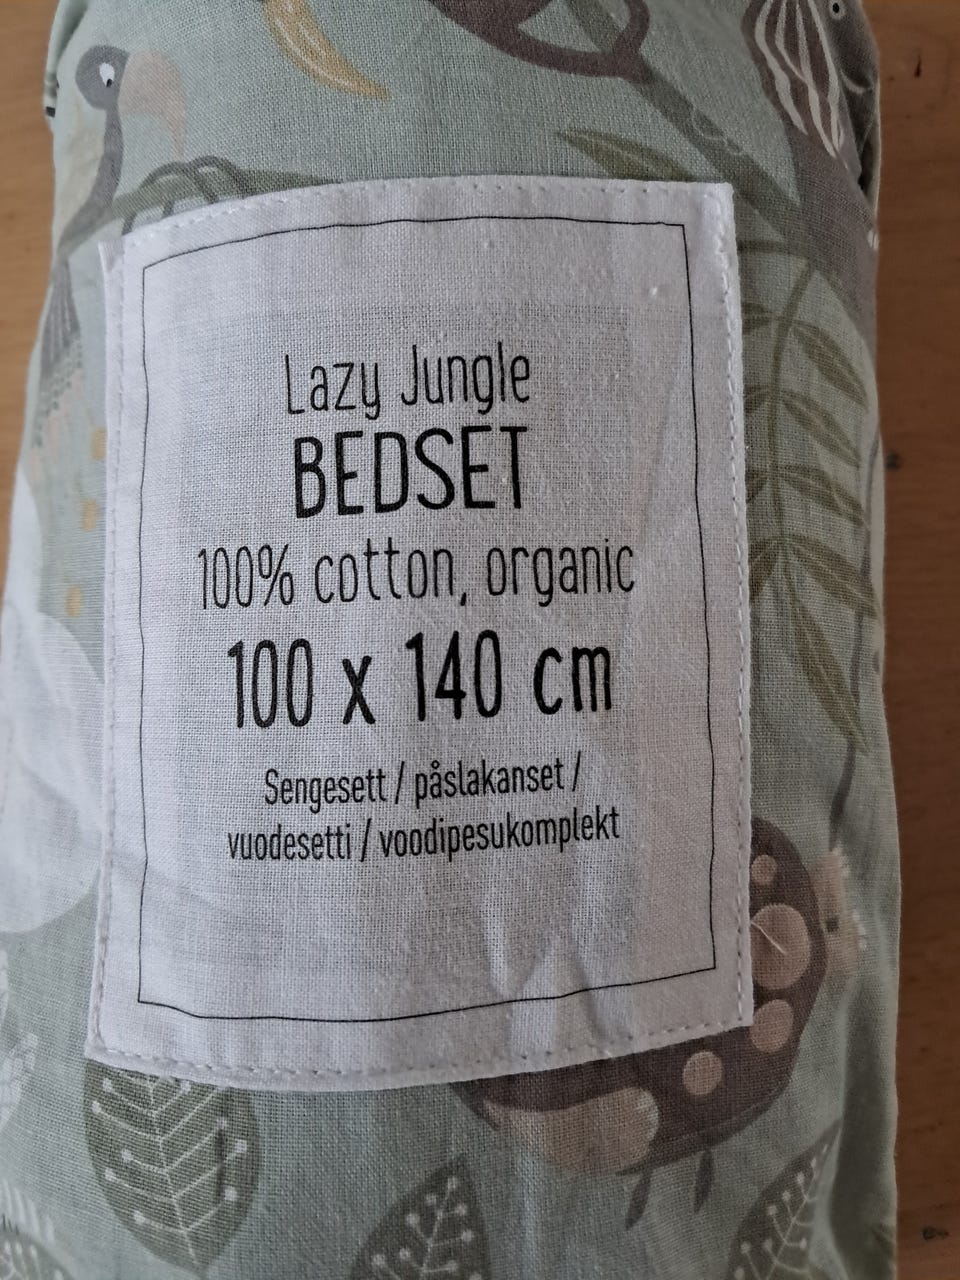 Lazy Jungle
BEDSET
100% cotton, organic
100 x 140 cm
Sengesett / påslakanset /
vuodesetti / voodipesukomplekt